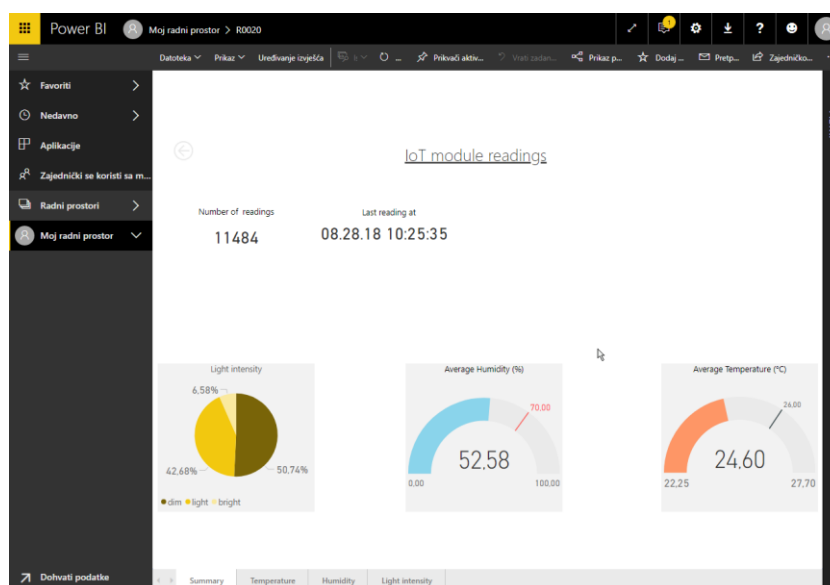 Power BI Moj radni prostor > R0020
1
Datoteka Prikaz Uređivanje izvješća Prikvači aktiv... Vrati zadan... Prikaz p... Dodaj ... Pretp... Zajedničko...
Favoriti
Nedavno
Aplikacije
Zajednički se koristi sa m...
Radni prostori
Moj radni prostor
Dohvati podatke
IoT module readings
Number of readings
11484
Last reading at
08.28.18 10:25:35
Light intensity
6,58%
42,68%
50,74%
dim light bright
Average Humidity (%)
70,00
52,58
0,00 100,00
Average Temperature (°C)
26,00
24,60
22,25 27,70
Summary Temperature Humidity Light intensity